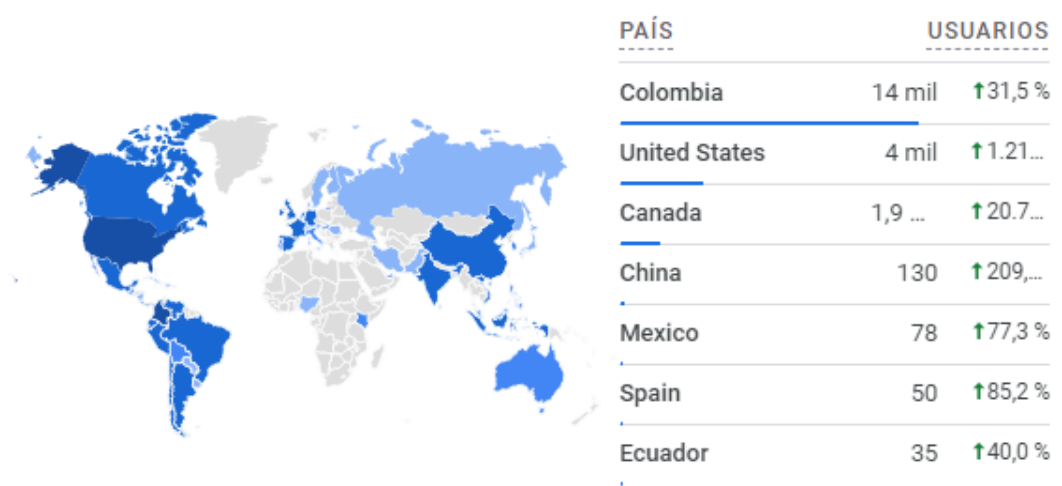 PAÍS USUARIOS
Colombia 14 mil ↑31,5 %
United States 4 mil ↑1.21...
Canada 1,9 ... ↑20.7...
China 130 ↑209,...
Mexico 78 ↑77,3 %
Spain 50 ↑85,2 %
Ecuador 35 ↑40,0 %